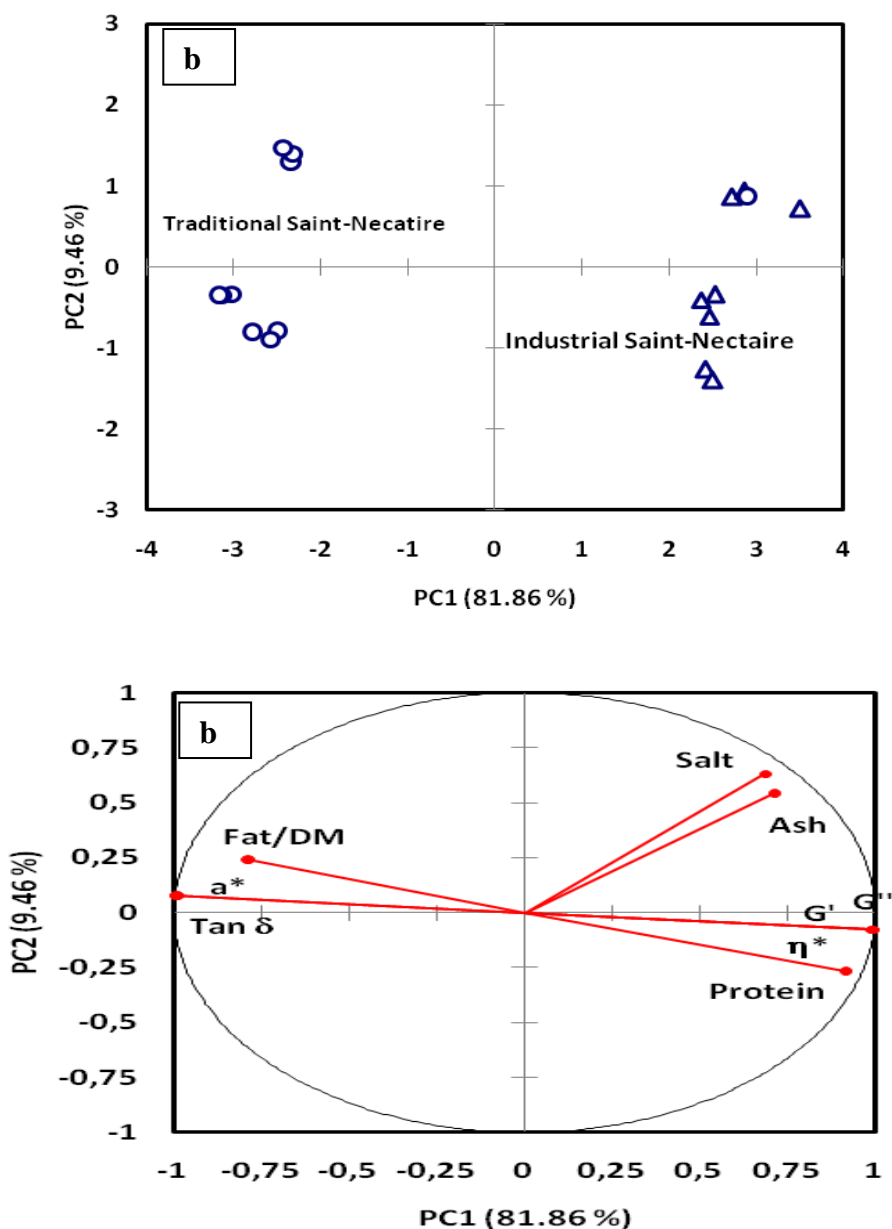 b
3
2
1
0
-1
-2
-3
PC2 (9.46 %)
Traditional Saint-Necatire
Industrial Saint-Nectaire
-4 -3 -2 -1 0 1 2 3 4
PC1 (81.86 %)
b
1
0,75
0,5
0,25
0
-0,25
-0,5
-0,75
-1
PC2 (9.46 %)
Salt
Ash
Fat/DM
a*
Tan δ
G' G''
η*
Protein
-1 -0,75 -0,5 -0,25 0 0,25 0,5 0,75 1
PC1 (81.86 %)